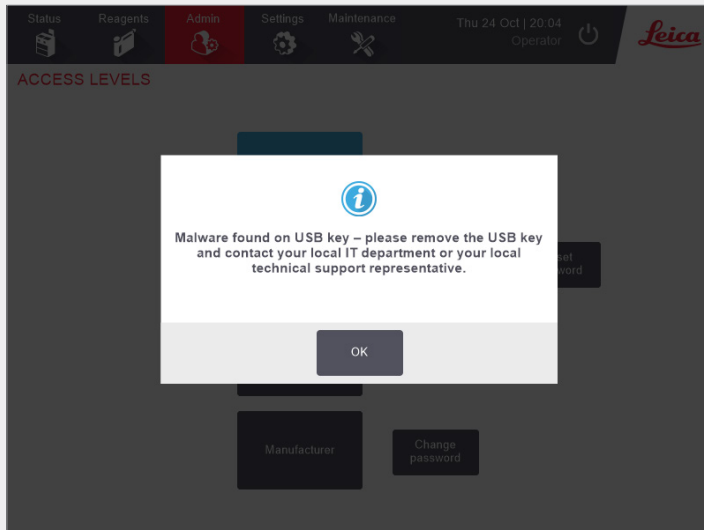 Status Reagents Admin Settings Maintenance Thu 24 Oct | 20:04
Operator
Leica
ACCESS LEVELS
Malware found on USB key – please remove the USB key
and contact your local IT department or your local
technical support representative.
set
word
OK
Manufacturer
Change
password